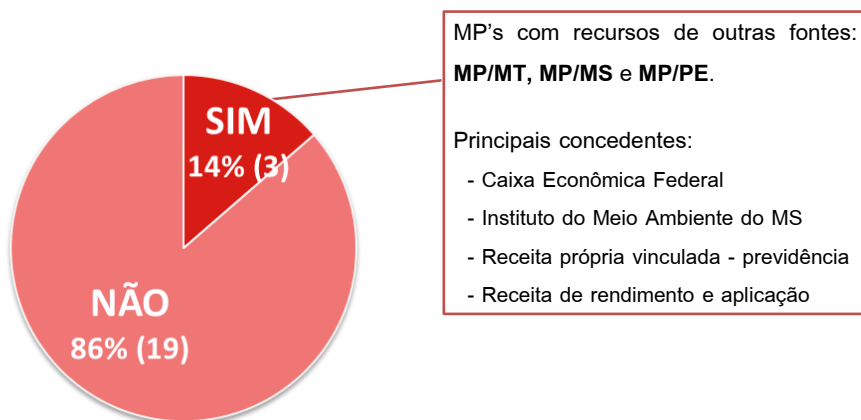 SIM
14% (3)
NÃO
86% (19)
MP’s com recursos de outras fontes:
MP/MT, MP/MS e MP/PE.
Principais concedentes:
- Caixa Econômica Federal
- Instituto do Meio Ambiente do MS
- Receita própria vinculada - previdência
- Receita de rendimento e aplicação